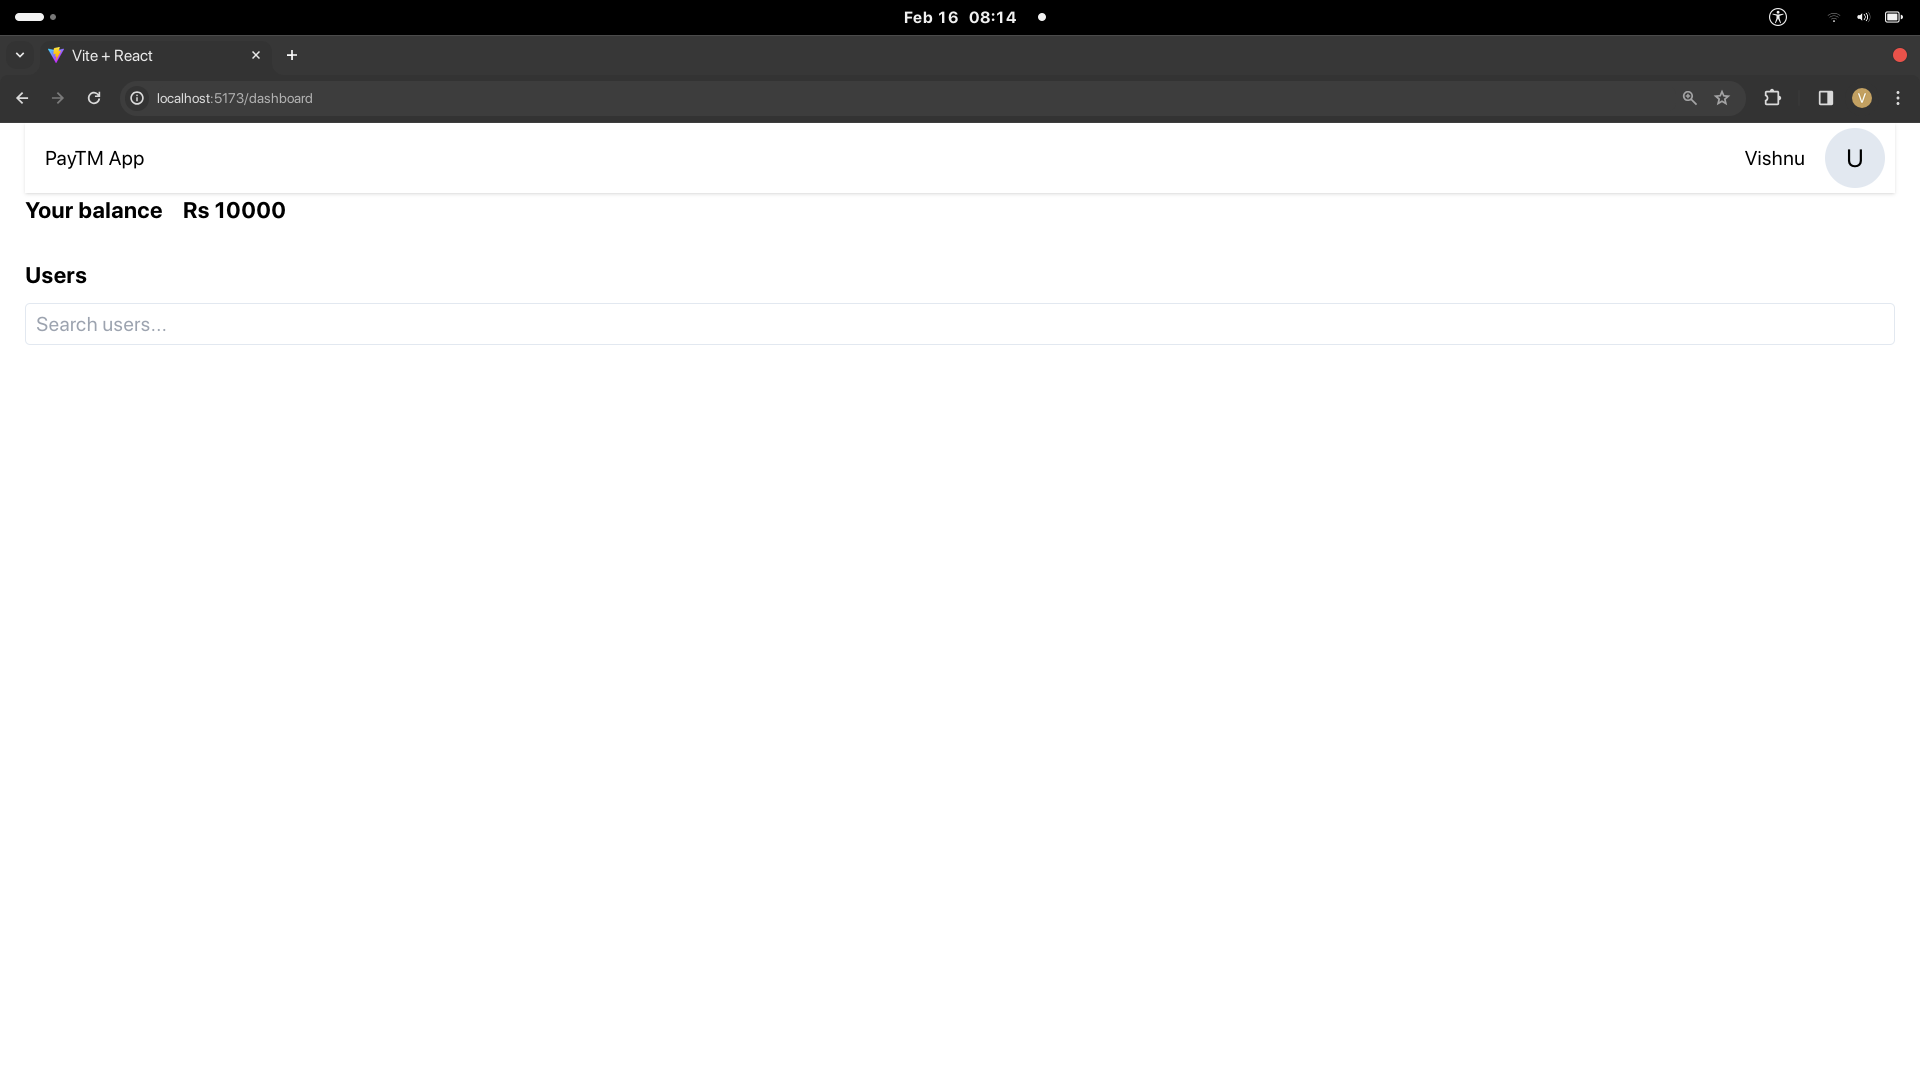 Feb 16 08:14
Vite + React
localhost:5173/dashboard
V
PayTM App
Vishnu
U
Your balance Rs 10000
Users
Search users...